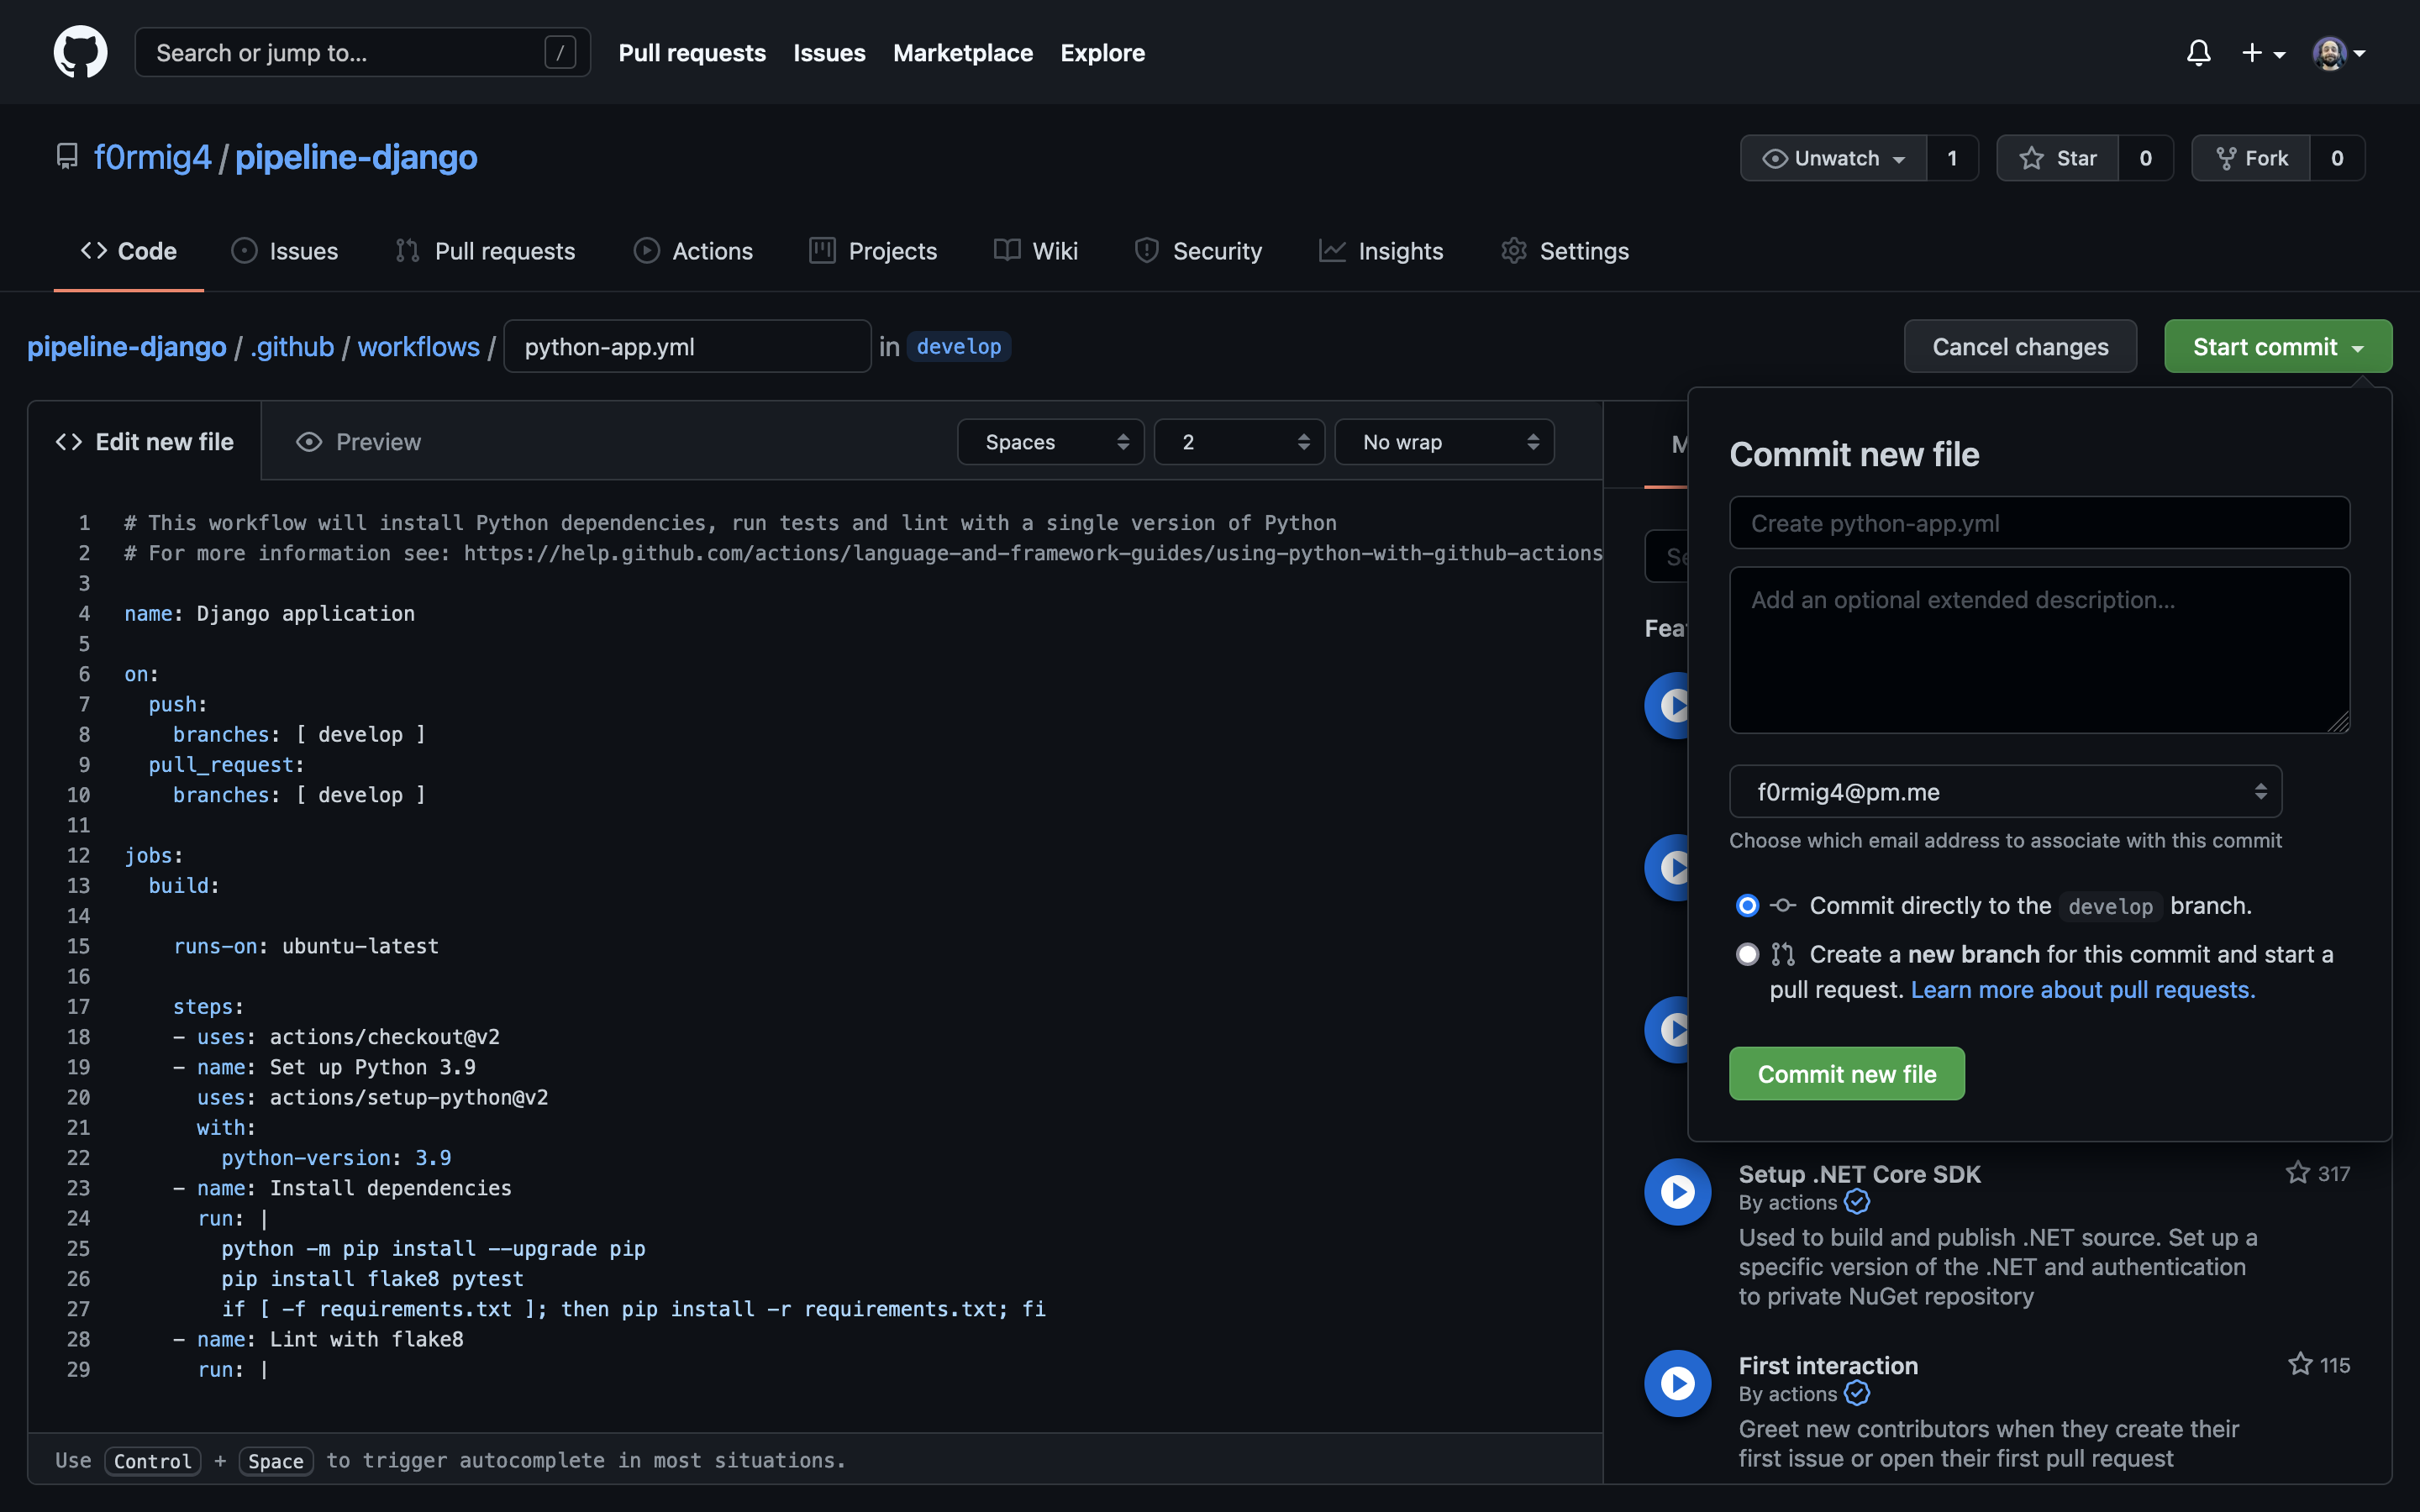 Search or jump to... /
Pull requests
Issues
Marketplace
Explore
f0rmig4 / pipeline-django
Unwatch 1
Star 0
Fork 0
Code
Issues
Pull requests
Actions
Projects
Wiki
Security
Insights
Settings
pipeline-django / .github / workflows / python-app.yml in develop
Cancel changes
Start commit
Edit new file
Preview
Spaces
2
No wrap
1 # This workflow will install Python dependencies, run tests and lint with a single version of Python
2 # For more information see: https://help.github.com/actions/language-and-framework-guides/using-python-with-github-actions
3
4 name: Django application
5
6 on:
7   push:
8     branches: [ develop ]
9   pull_request:
10     branches: [ develop ]
11
12 jobs:
13   build:
14
15     runs-on: ubuntu-latest
16
17     steps:
18     - uses: actions/checkout@v2
19     - name: Set up Python 3.9
20       uses: actions/setup-python@v2
21       with:
22         python-version: 3.9
23     - name: Install dependencies
24       run: |
25         python -m pip install --upgrade pip
26         pip install flake8 pytest
27         if [ -f requirements.txt ]; then pip install -r requirements.txt; fi
28     - name: Lint with flake8
29       run: |
Use Control + Space to trigger autocomplete in most situations.
Commit new file
Create python-app.yml
Add an optional extended description...
f0rmig4@pm.me
Choose which email address to associate with this commit
Commit directly to the develop branch.
Create a new branch for this commit and start a
pull request. Learn more about pull requests.
Commit new file
Setup .NET Core SDK 317
By actions
Used to build and publish .NET source. Set up a
specific version of the .NET and authentication
to private NuGet repository
First interaction 115
By actions
Greet new contributors when they create their
first issue or open their first pull request